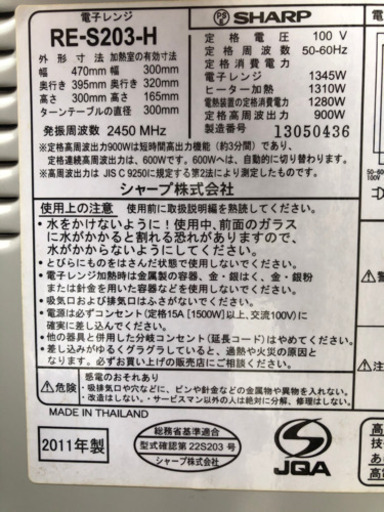 電子レンジ
RE-S203-H
PS E SHARP
外形寸法 加熱室の有効寸法
幅 470mm 幅 300mm
奥行き 395mm 奥行き 320mm
高さ 300mm 高さ 165mm
ターンテーブルの直径 300mm
発振周波数 2450 MHz
定格電圧 100 V
定格周波数 50-60Hz
定格消費電力
電子レンジ 1345W
ヒーター加熱 1310W
電熱装置の定格消費電力 1280W
定格高周波出力 900W
製造番号 13050436
※定格高周波出力900Wは短時間高出力機能(約3分間)であり、
定格連続高周波出力は、600Wです。600Wへは、自動的に切り替わります。
※高周波出力は JIS C 9250に規定する第2法により測定したものです。
シャープ株式会社
使用上の注意 使用前に取扱説明書を熟読してください。
・水をかけないように!使用中、前面のガラス
に水がかかると割れる恐れがありますので、
水がかからないようにしてください。
・とびらにものをはさんだ状態で使用しないでください。
・電子レンジ加熱時は金属製の容器、金・銀はく、金・銀粉
または針金を用いた容器などを使用しないでください。
・吸気口および排気口はふさがないでください。
・電源は必ずコンセント(定格15A[1500W]以上、交流100V)に
確実に差し込んでください。
・他の器具と併用した分岐コンセント(延長コード)はやめてください。
・差し込みがゆるくグラグラしていると、過熱や火災の原因に
なります。必ずお買い上げの販売店にご相談ください。
危険 感電のおそれあり
・吸排気口や穴などに、ピンや針金などの金属物や異物を入れない。
・改造はしない。・サービスマン以外の人は絶対に分解、修理はしない。
MADE IN THAILAND
2011年製
総務省基準適合
型式確認第 22S203 号
シャープ株式会社
JQA